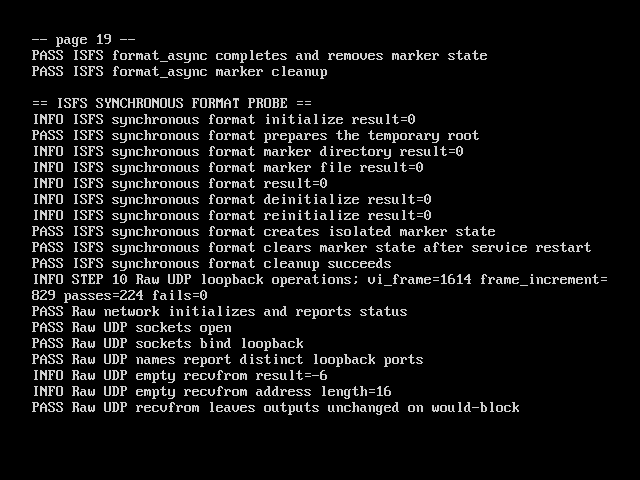 -- page 19 --
PASS ISFS format_async completes and removes marker state
PASS ISFS format_async marker cleanup
== ISFS SYNCHRONOUS FORMAT PROBE ==
INFO ISFS synchronous format initialize result=0
PASS ISFS synchronous format prepares the temporary root
INFO ISFS synchronous format marker directory result=0
INFO ISFS synchronous format marker file result=0
INFO ISFS synchronous format result=0
INFO ISFS synchronous format deinitialize result=0
INFO ISFS synchronous format reinitialize result=0
PASS ISFS synchronous format creates isolated marker state
PASS ISFS synchronous format clears marker state after service restart
PASS ISFS synchronous format cleanup succeeds
INFO STEP 10 Raw UDP loopback operations; vi_frame=1614 frame_increment=
829 passes=224 fails=0
PASS Raw network initializes and reports status
PASS Raw UDP sockets open
PASS Raw UDP sockets bind loopback
PASS Raw UDP names report distinct loopback ports
INFO Raw UDP empty recvfrom result=-6
INFO Raw UDP empty recvfrom address length=16
PASS Raw UDP recvfrom leaves outputs unchanged on would-block